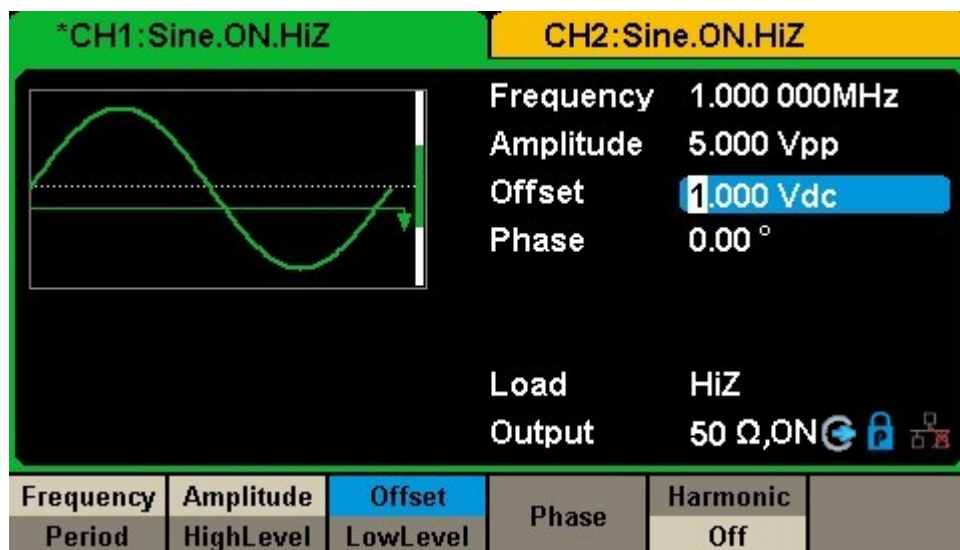 *CH1:Sine.ON.HiZ CH2:Sine.ON.HiZ
Frequency 1.000 000MHz
Amplitude 5.000 Vpp
Offset 1.000 Vdc
Phase 0.00 °
Load HiZ
Output 50 Ω,ON P
Frequency Amplitude Offset Phase Harmonic
Period HighLevel LowLevel Off